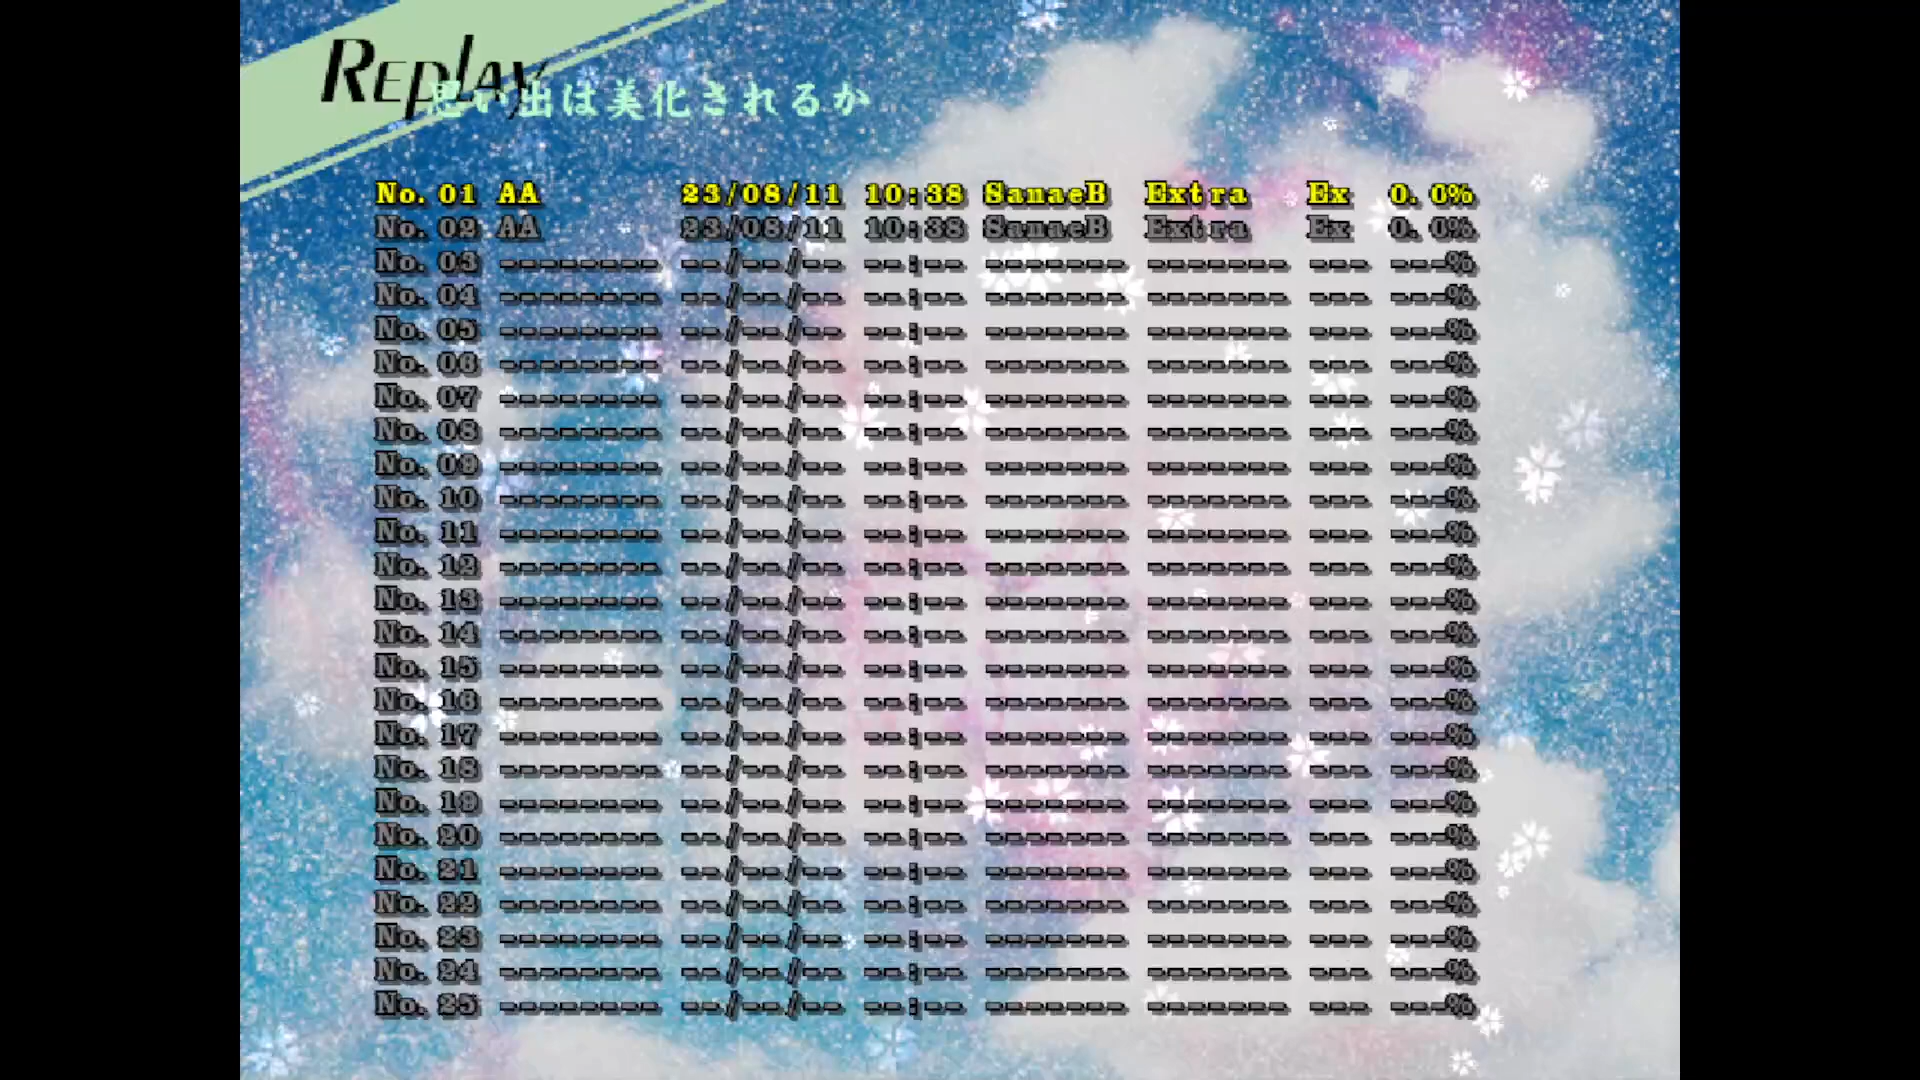 Replay
思い出は美化されるか
No. 01 AA 23/08/11 10:38 SanaeB Extra Ex 0.0%
No. 02 AA 23/08/11 10:38 SanaeB Extra Ex 0.0%
No. 03 -------- --/--/-- --:-- ------- ------- --- ---%
No. 04 -------- --/--/-- --:-- ------- ------- --- ---%
No. 05 -------- --/--/-- --:-- ------- ------- --- ---%
No. 06 -------- --/--/-- --:-- ------- ------- --- ---%
No. 07 -------- --/--/-- --:-- ------- ------- --- ---%
No. 08 -------- --/--/-- --:-- ------- ------- --- ---%
No. 09 -------- --/--/-- --:-- ------- ------- --- ---%
No. 10 -------- --/--/-- --:-- ------- ------- --- ---%
No. 11 -------- --/--/-- --:-- ------- ------- --- ---%
No. 12 -------- --/--/-- --:-- ------- ------- --- ---%
No. 13 -------- --/--/-- --:-- ------- ------- --- ---%
No. 14 -------- --/--/-- --:-- ------- ------- --- ---%
No. 15 -------- --/--/-- --:-- ------- ------- --- ---%
No. 16 -------- --/--/-- --:-- ------- ------- --- ---%
No. 17 -------- --/--/-- --:-- ------- ------- --- ---%
No. 18 -------- --/--/-- --:-- ------- ------- --- ---%
No. 19 -------- --/--/-- --:-- ------- ------- --- ---%
No. 20 -------- --/--/-- --:-- ------- ------- --- ---%
No. 21 -------- --/--/-- --:-- ------- ------- --- ---%
No. 22 -------- --/--/-- --:-- ------- ------- --- ---%
No. 23 -------- --/--/-- --:-- ------- ------- --- ---%
No. 24 -------- --/--/-- --:-- ------- ------- --- ---%
No. 25 -------- --/--/-- --:-- ------- ------- --- ---%